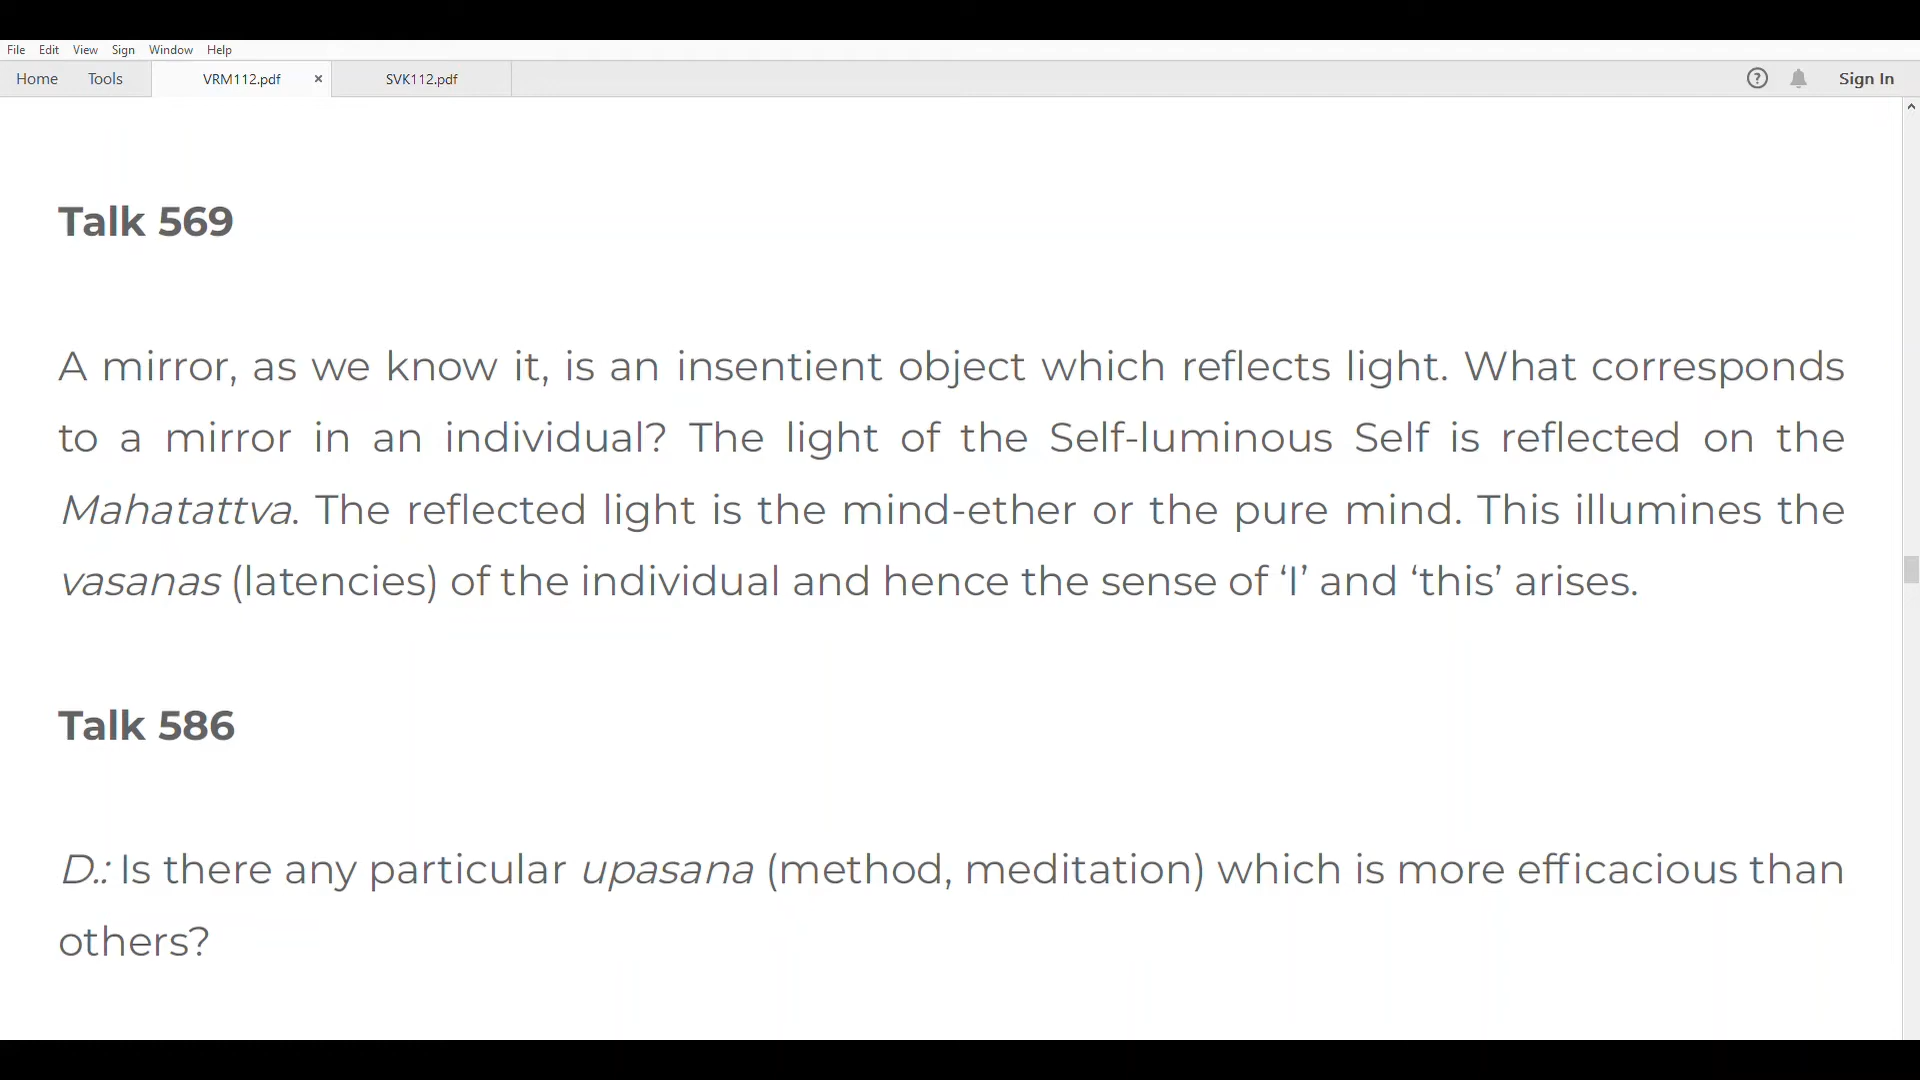 File Edit View Sign Window Help
Home Tools VRM112.pdf × SVK112.pdf ? Sign In
Talk 569
A mirror, as we know it, is an insentient object which reflects light. What corresponds
to a mirror in an individual? The light of the Self-luminous Self is reflected on the
Mahatattva. The reflected light is the mind-ether or the pure mind. This illumines the
vasanas (latencies) of the individual and hence the sense of ‘I’ and ‘this’ arises.
Talk 586
D.: Is there any particular upasana (method, meditation) which is more efficacious than
others?